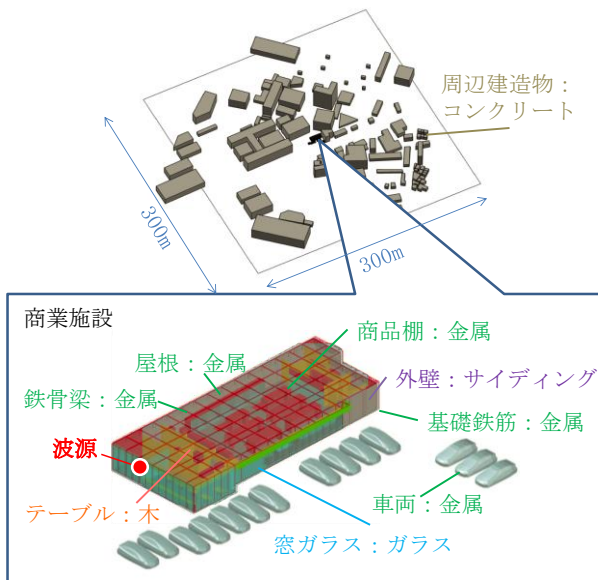 周辺建造物：
コンクリート
300m
300m
商業施設
商品棚：金属
屋根：金属
外壁：サイディング
鉄骨梁：金属
基礎鉄筋：金属
波源
車両：金属
テーブル：木
窓ガラス：ガラス